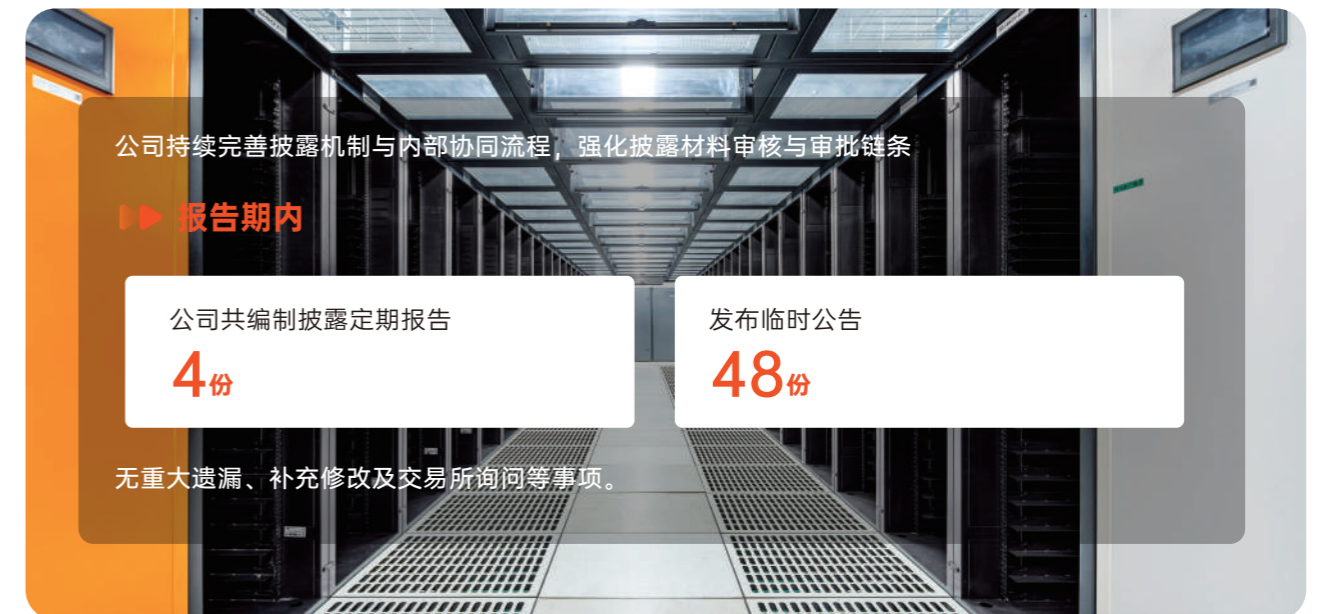 公司持续完善披露机制与内部协同流程，强化披露材料审核与审批链条
报告期内
公司共编制披露定期报告
4份
发布临时公告
48份
无重大遗漏、补充修改及交易所询问等事项。